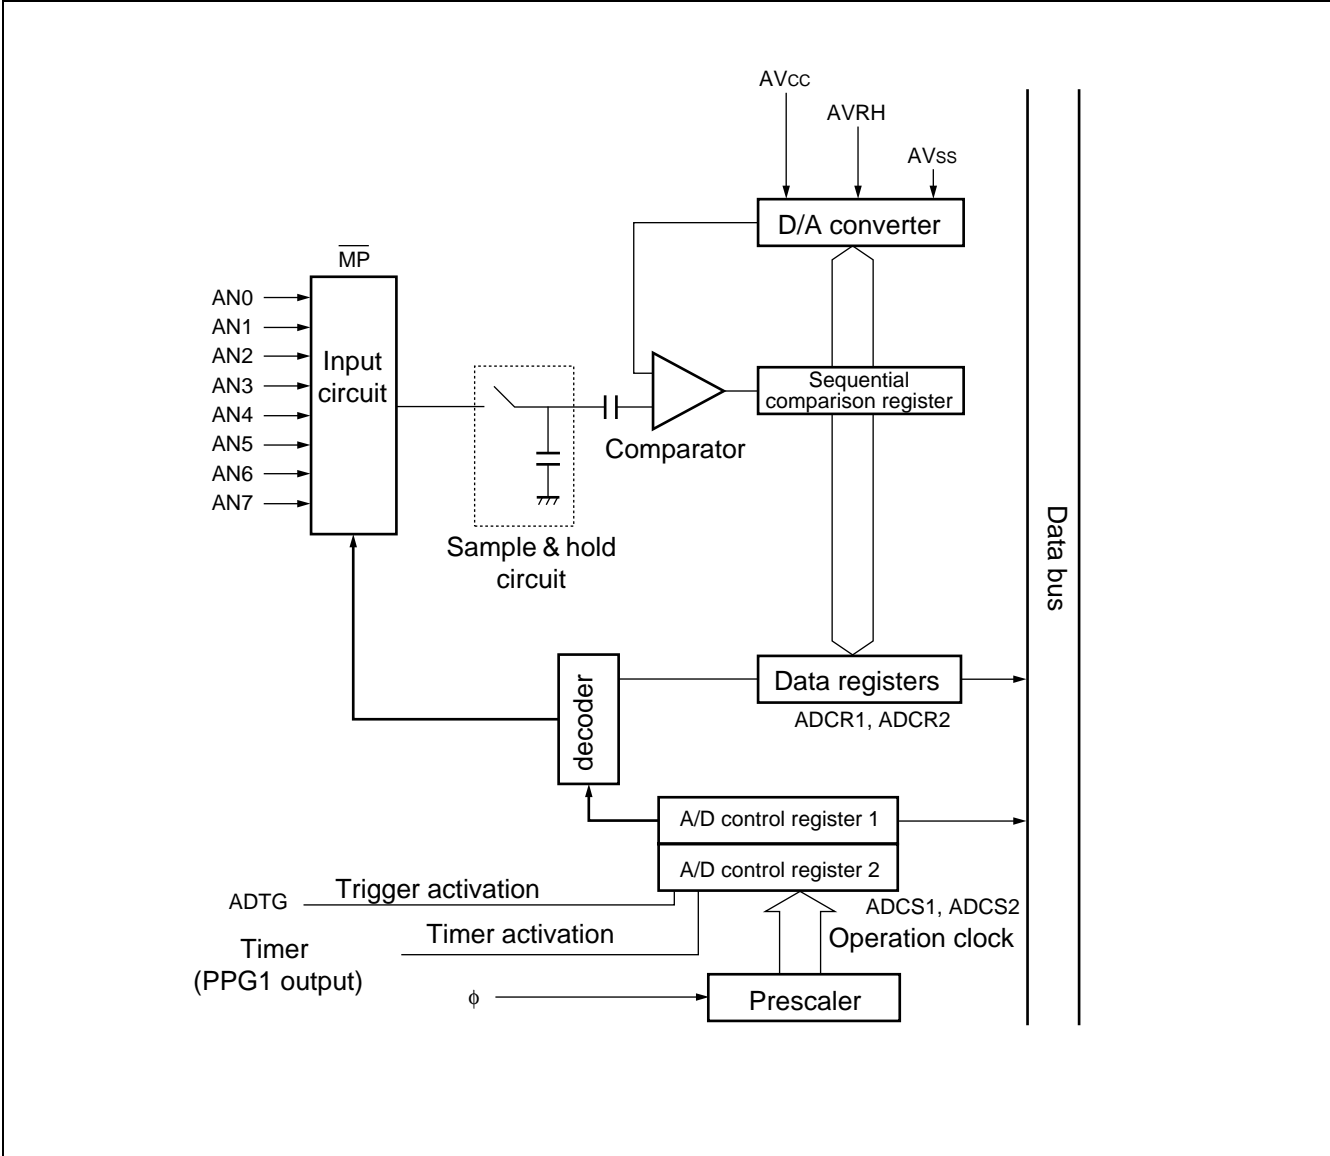 AVCC
AVRH
AVSS
D/A converter
MP
AN0
AN1
AN2
AN3
AN4
AN5
AN6
AN7
Input
circuit
Sequential
comparison register
Comparator
Sample & hold
circuit
Data bus
decoder
Data registers
ADCR1, ADCR2
A/D control register 1
A/D control register 2
ADTG
Trigger activation
ADCS1, ADCS2
Timer activation
Operation clock
Timer
(PPG1 output)
ϕ
Prescaler